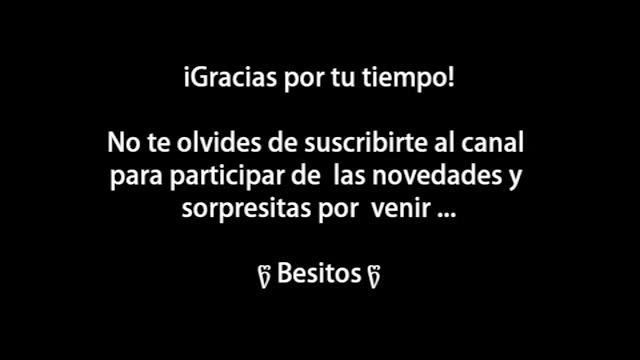 ¡Gracias por tu tiempo!
No te olvides de suscribirte al canal
para participar de las novedades y
sorpresitas por venir ...
Besitos